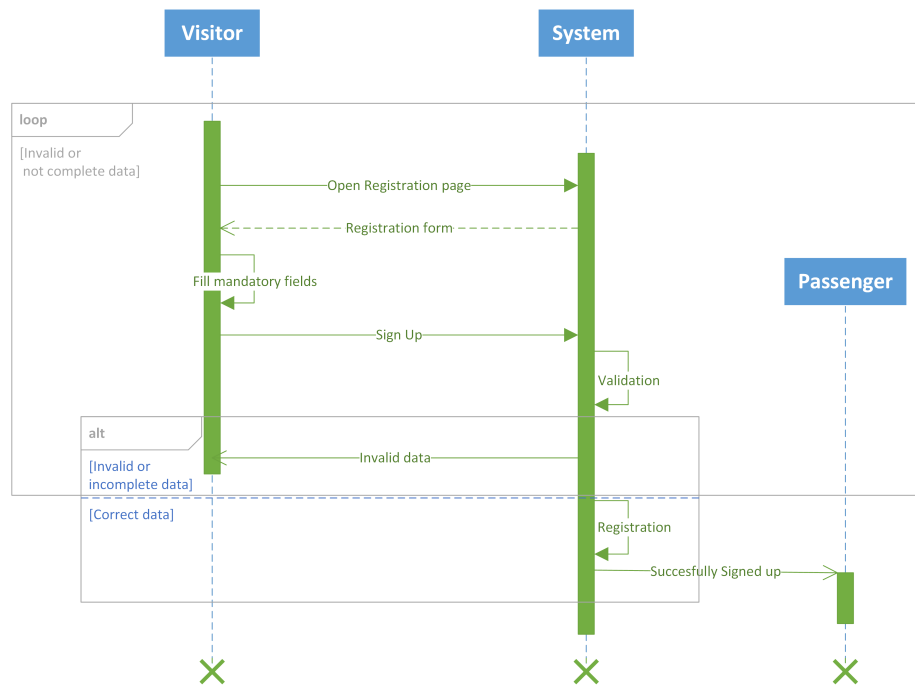 Visitor
System
loop
[Invalid or
not complete data]
Open Registration page
Registration form
Fill mandatory fields
Passenger
Sign Up
Validation
alt
Invalid data
[Invalid or
incomplete data]
[Correct data]
Registration
Succesfully Signed up